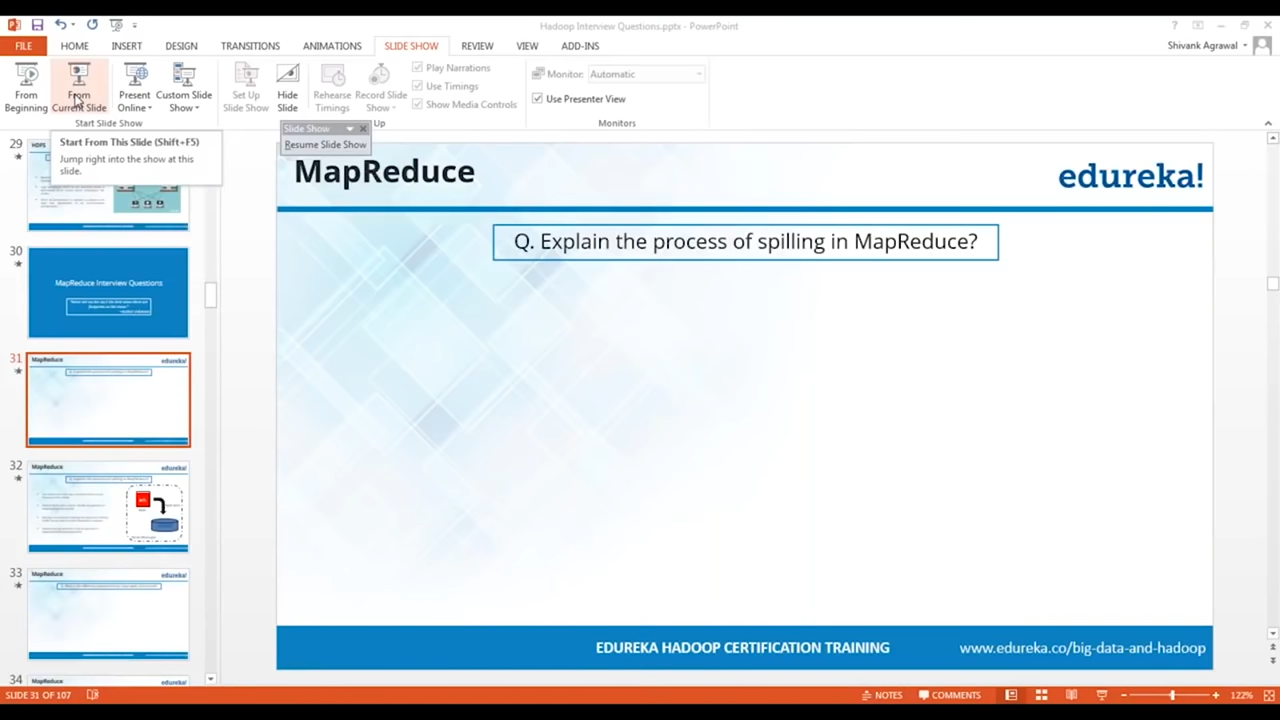 Hadoop Interview Questions.pptx - PowerPoint
FILE HOME INSERT DESIGN TRANSITIONS ANIMATIONS SLIDE SHOW REVIEW VIEW ADD-INS Shivank Agrawal
From Beginning
From Current Slide
Present Online
Custom Slide Show
Set Up Slide Show
Hide Slide
Rehearse Timings
Record Slide Show
Play Narrations
Use Timings
Show Media Controls
Monitor: Automatic
Use Presenter View
Start Slide Show
Up
Monitors
Start From This Slide (Shift+F5)
Jump right into the show at this
slide.
Slide Show
Resume Slide Show
29
HDFS
30
MapReduce Interview Questions
31
MapReduce
edureka!
32
MapReduce
edureka!
33
MapReduce
edureka!
34
MapReduce
edureka!
MapReduce
edureka!
Q. Explain the process of spilling in MapReduce?
EDUREKA HADOOP CERTIFICATION TRAINING
www.edureka.co/big-data-and-hadoop
SLIDE 31 OF 107
NOTES
COMMENTS
122%